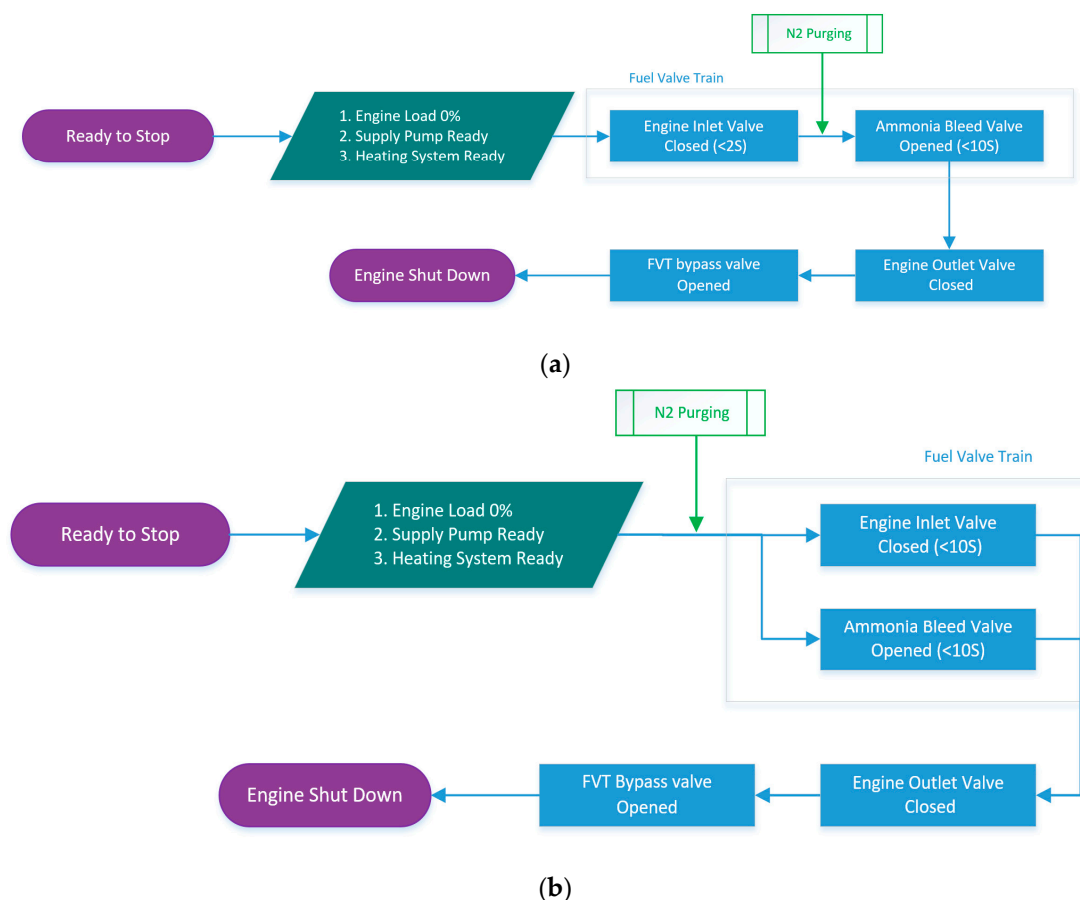 N2 Purging
Fuel Valve Train
Ready to Stop
1. Engine Load 0%
2. Supply Pump Ready
3. Heating System Ready
Engine Inlet Valve
Closed (<2S)
Ammonia Bleed Valve
Opened (<10S)
Engine Shut Down
FVT bypass valve
Opened
Engine Outlet Valve
Closed
(a)
N2 Purging
Fuel Valve Train
Ready to Stop
1. Engine Load 0%
2. Supply Pump Ready
3. Heating System Ready
Engine Inlet Valve
Closed (<10S)
Ammonia Bleed Valve
Opened (<10S)
Engine Shut Down
FVT Bypass valve
Opened
Engine Outlet Valve
Closed
(b)